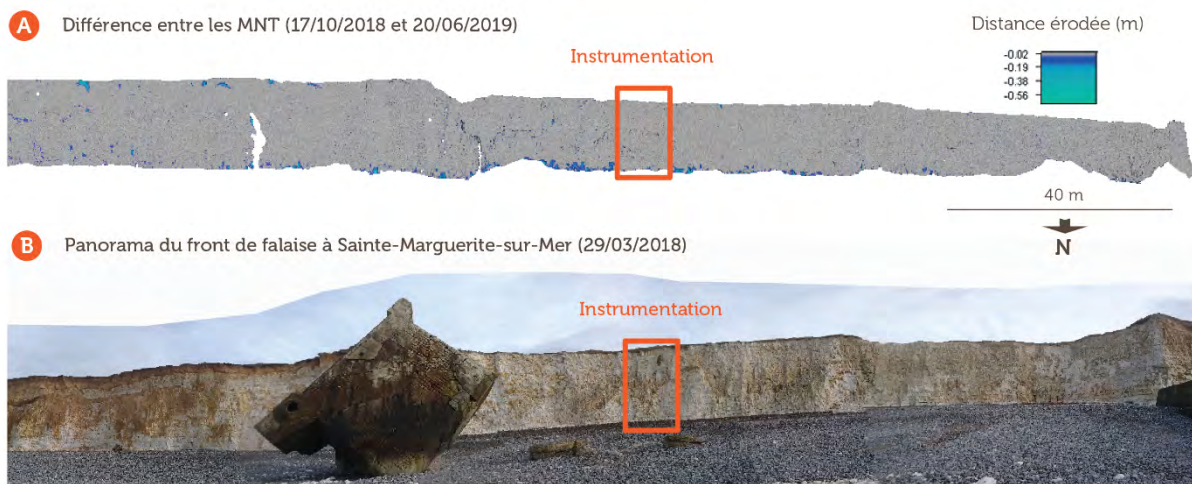 A Différence entre les MNT (17/10/2018 et 20/06/2019)
Distance érodée (m)
-0.02
-0.19
-0.38
-0.56
Instrumentation
40 m
N
B Panorama du front de falaise à Sainte-Marguerite-sur-Mer (29/03/2018)
Instrumentation